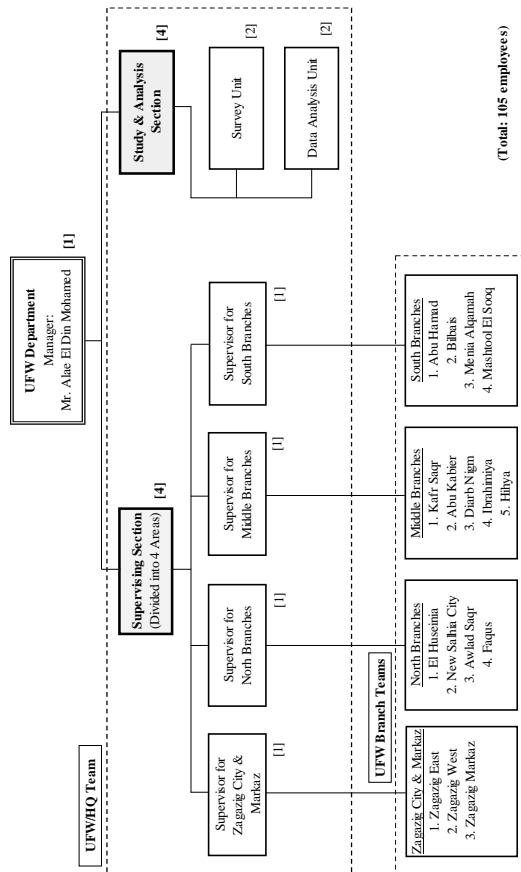 UFW/HQ Team
UFW Department
Manager:
Mr. Alae El Din Mohamed
[1]
Supervising Section
(Divided into 4 Areas)
[4]
Study & Analysis
Section
[4]
Supervisor for
Zagazig City &
Markaz
[1]
Supervisor for
Norh Branches
[1]
Supervisor for
Middle Branches
[1]
Supervisor for
South Branches
[1]
Survey Unit
[2]
Data Analysis Unit
[2]
UFW Branch Teams
Zagazig City & Markaz
1. Zagazig East
2. Zagazig West
3. Zagazig Markaz
North Branches
1. El Huseinia
2. New Salhia City
3. Awlad Saqr
4. Faqus
Middle Branches
1. Kafr Saqr
2. Abu Kabier
3. Diarb Nigm
4. Ibrahimiya
5. Hihya
South Branches
1. Abu Hamad
2. Bilbais
3. Menia Alqamah
4. Mashtool El Sooq
(Total: 105 employees)